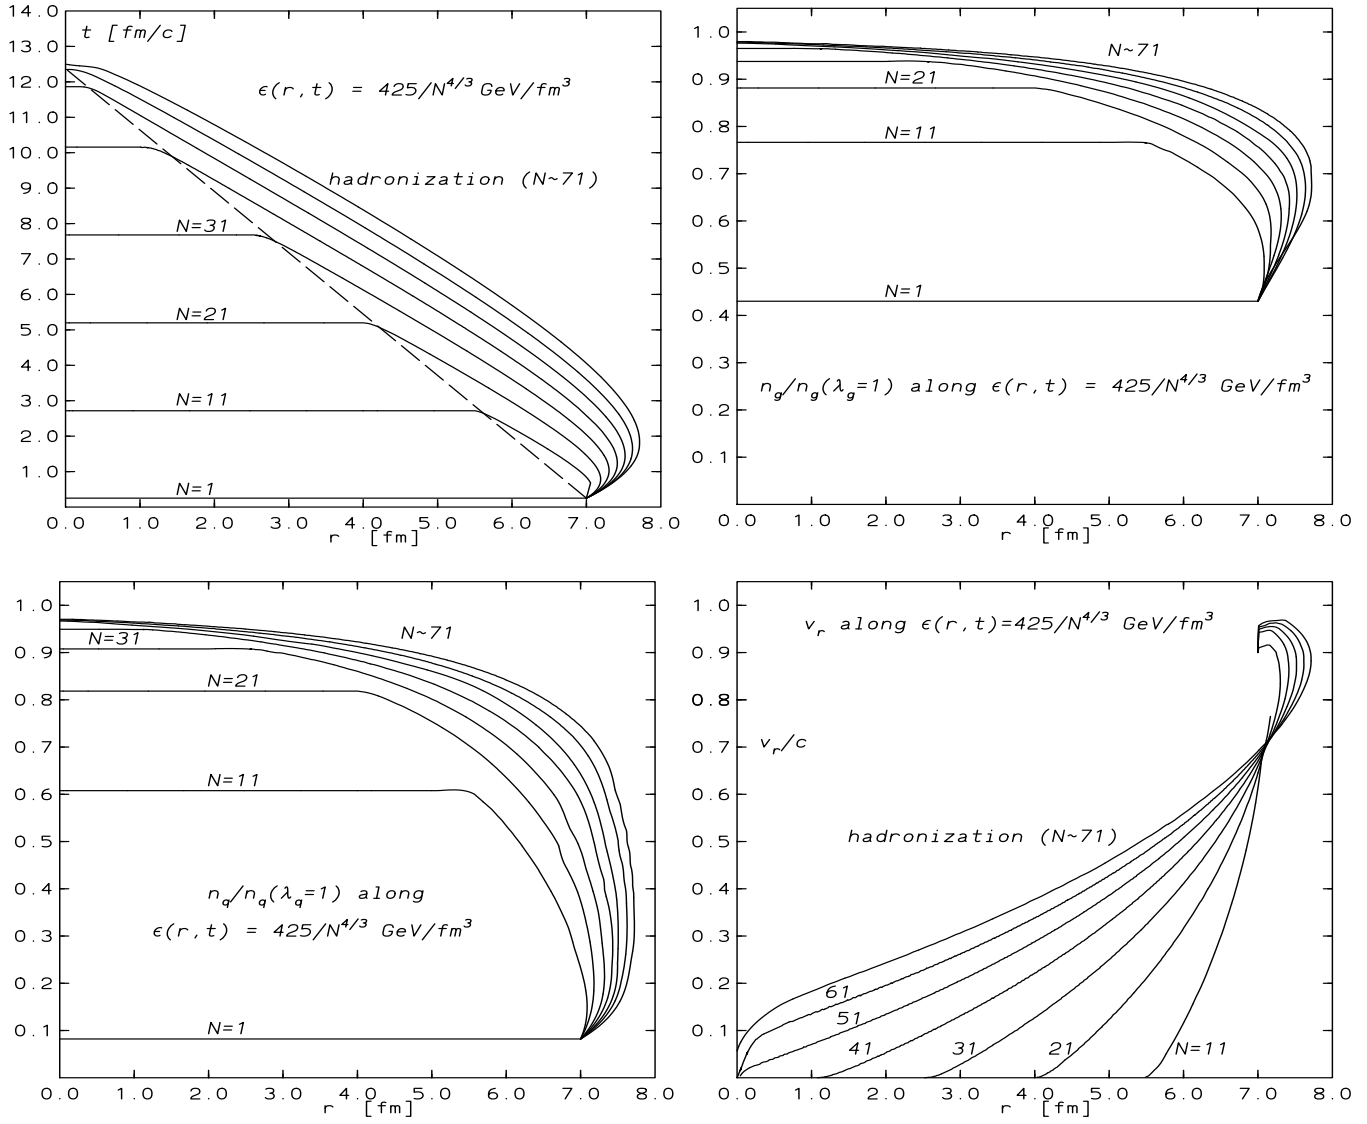 14.0
13.0
12.0
11.0
10.0
9.0
8.0
7.0
6.0
5.0
4.0
3.0
2.0
1.0
t [fm/c]
ϵ(r,t) = 425/N^4/3 GeV/fm^3
hadronization (N~71)
N=31
N=21
N=11
N=1
0.0 1.0 2.0 3.0 4.0 5.0 6.0 7.0 8.0
r [fm]
1.0
0.9
0.8
0.7
0.6
0.5
0.4
0.3
0.2
0.1
N~71
N=21
N=11
N=1
n_g/n_g(λ_g=1) along ϵ(r,t) = 425/N^4/3 GeV/fm^3
0.0 1.0 2.0 3.0 4.0 5.0 6.0 7.0 8.0
r [fm]
1.0
0.9
0.8
0.7
0.6
0.5
0.4
0.3
0.2
0.1
N~71
N=31
N=21
N=11
n_q/n_q(λ_q=1) along
ϵ(r,t) = 425/N^4/3 GeV/fm^3
N=1
0.0 1.0 2.0 3.0 4.0 5.0 6.0 7.0 8.0
r [fm]
1.0
0.9
0.8
0.7
0.6
0.5
0.4
0.3
0.2
0.1
v_r along ϵ(r,t)=425/N^4/3 GeV/fm^3
v_r/c
hadronization (N~71)
61
51
41 31 21 N=11
0.0 1.0 2.0 3.0 4.0 5.0 6.0 7.0 8.0
r [fm]